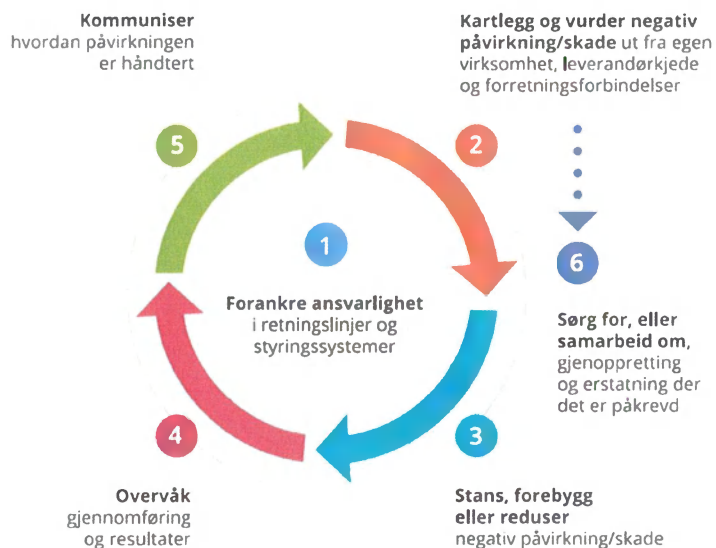 Kommuniser
hvordan påvirkningen
er håndtert
Kartlegg og vurder negativ
påvirkning/skade ut fra egen
virksomhet, leverandørkjede
og forretningsforbindelser
5
2
1
6
Forankre ansvarlighet
i retningslinjer og
styringssystemer
Sørg for, eller
samarbeid om,
gjenoppretting
og erstatning der
det er påkrevd
4
3
Overvåk
gjennomføring
og resultater
Stans, forebygg
eller reduser
negativ påvirkning/skade